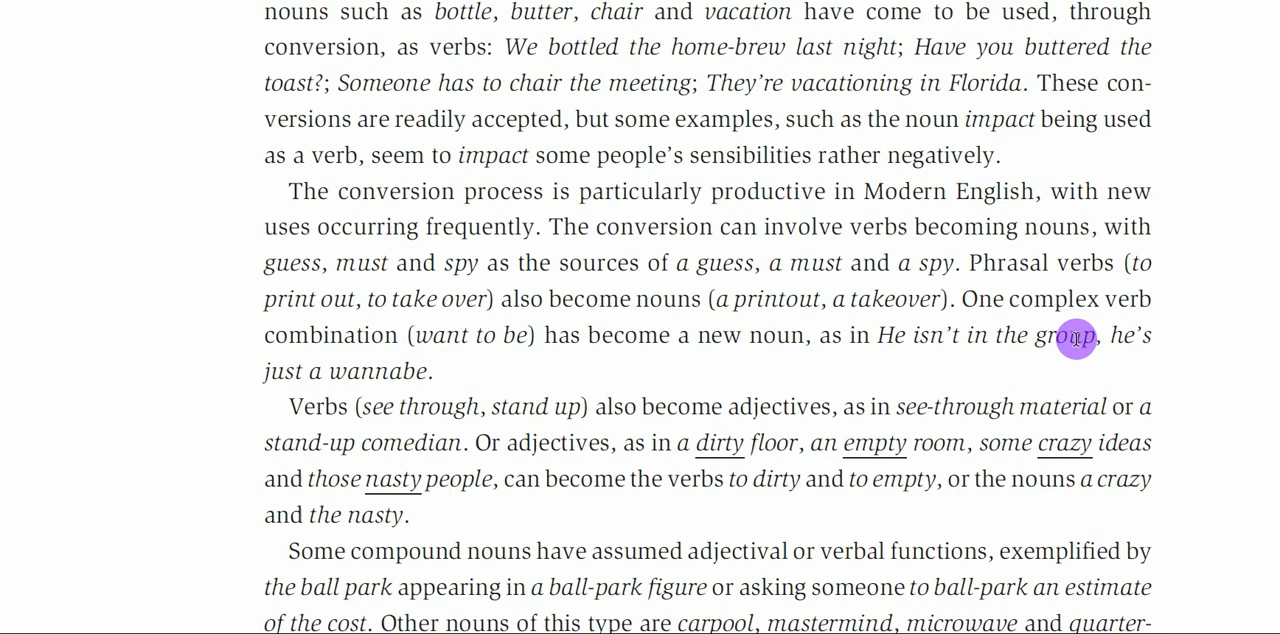 nouns such as bottle, butter, chair and vacation have come to be used, through
conversion, as verbs: We bottled the home-brew last night; Have you buttered the
toast?; Someone has to chair the meeting; They’re vacationing in Florida. These con-
versions are readily accepted, but some examples, such as the noun impact being used
as a verb, seem to impact some people’s sensibilities rather negatively.
The conversion process is particularly productive in Modern English, with new
uses occurring frequently. The conversion can involve verbs becoming nouns, with
guess, must and spy as the sources of a guess, a must and a spy. Phrasal verbs (to
print out, to take over) also become nouns (a printout, a takeover). One complex verb
combination (want to be) has become a new noun, as in He isn’t in the group, he’s
just a wannabe.
Verbs (see through, stand up) also become adjectives, as in see-through material or a
stand-up comedian. Or adjectives, as in a dirty floor, an empty room, some crazy ideas
and those nasty people, can become the verbs to dirty and to empty, or the nouns a crazy
and the nasty.
Some compound nouns have assumed adjectival or verbal functions, exemplified by
the ball park appearing in a ball-park figure or asking someone to ball-park an estimate
of the cost. Other nouns of this type are carpool, mastermind, microwave and quarter-